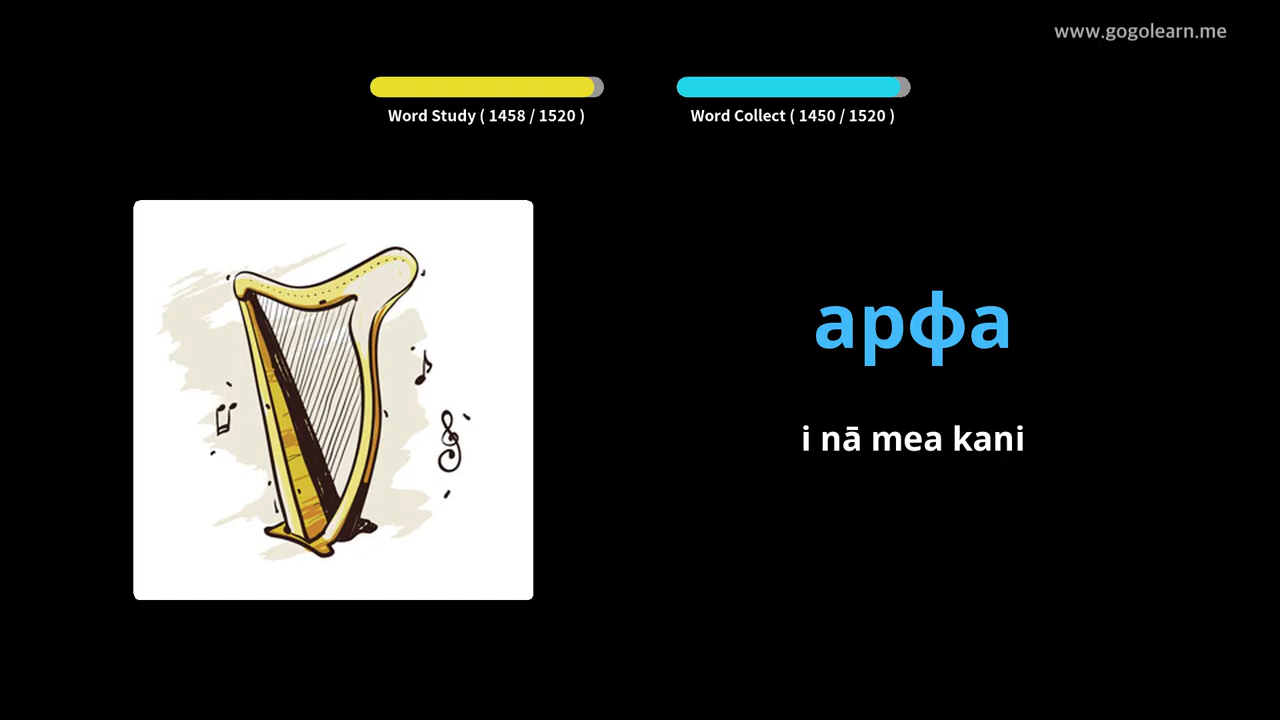 www.gogolearn.me
Word Study ( 1458 / 1520 )
Word Collect ( 1450 / 1520 )
арфа
i nā mea kani